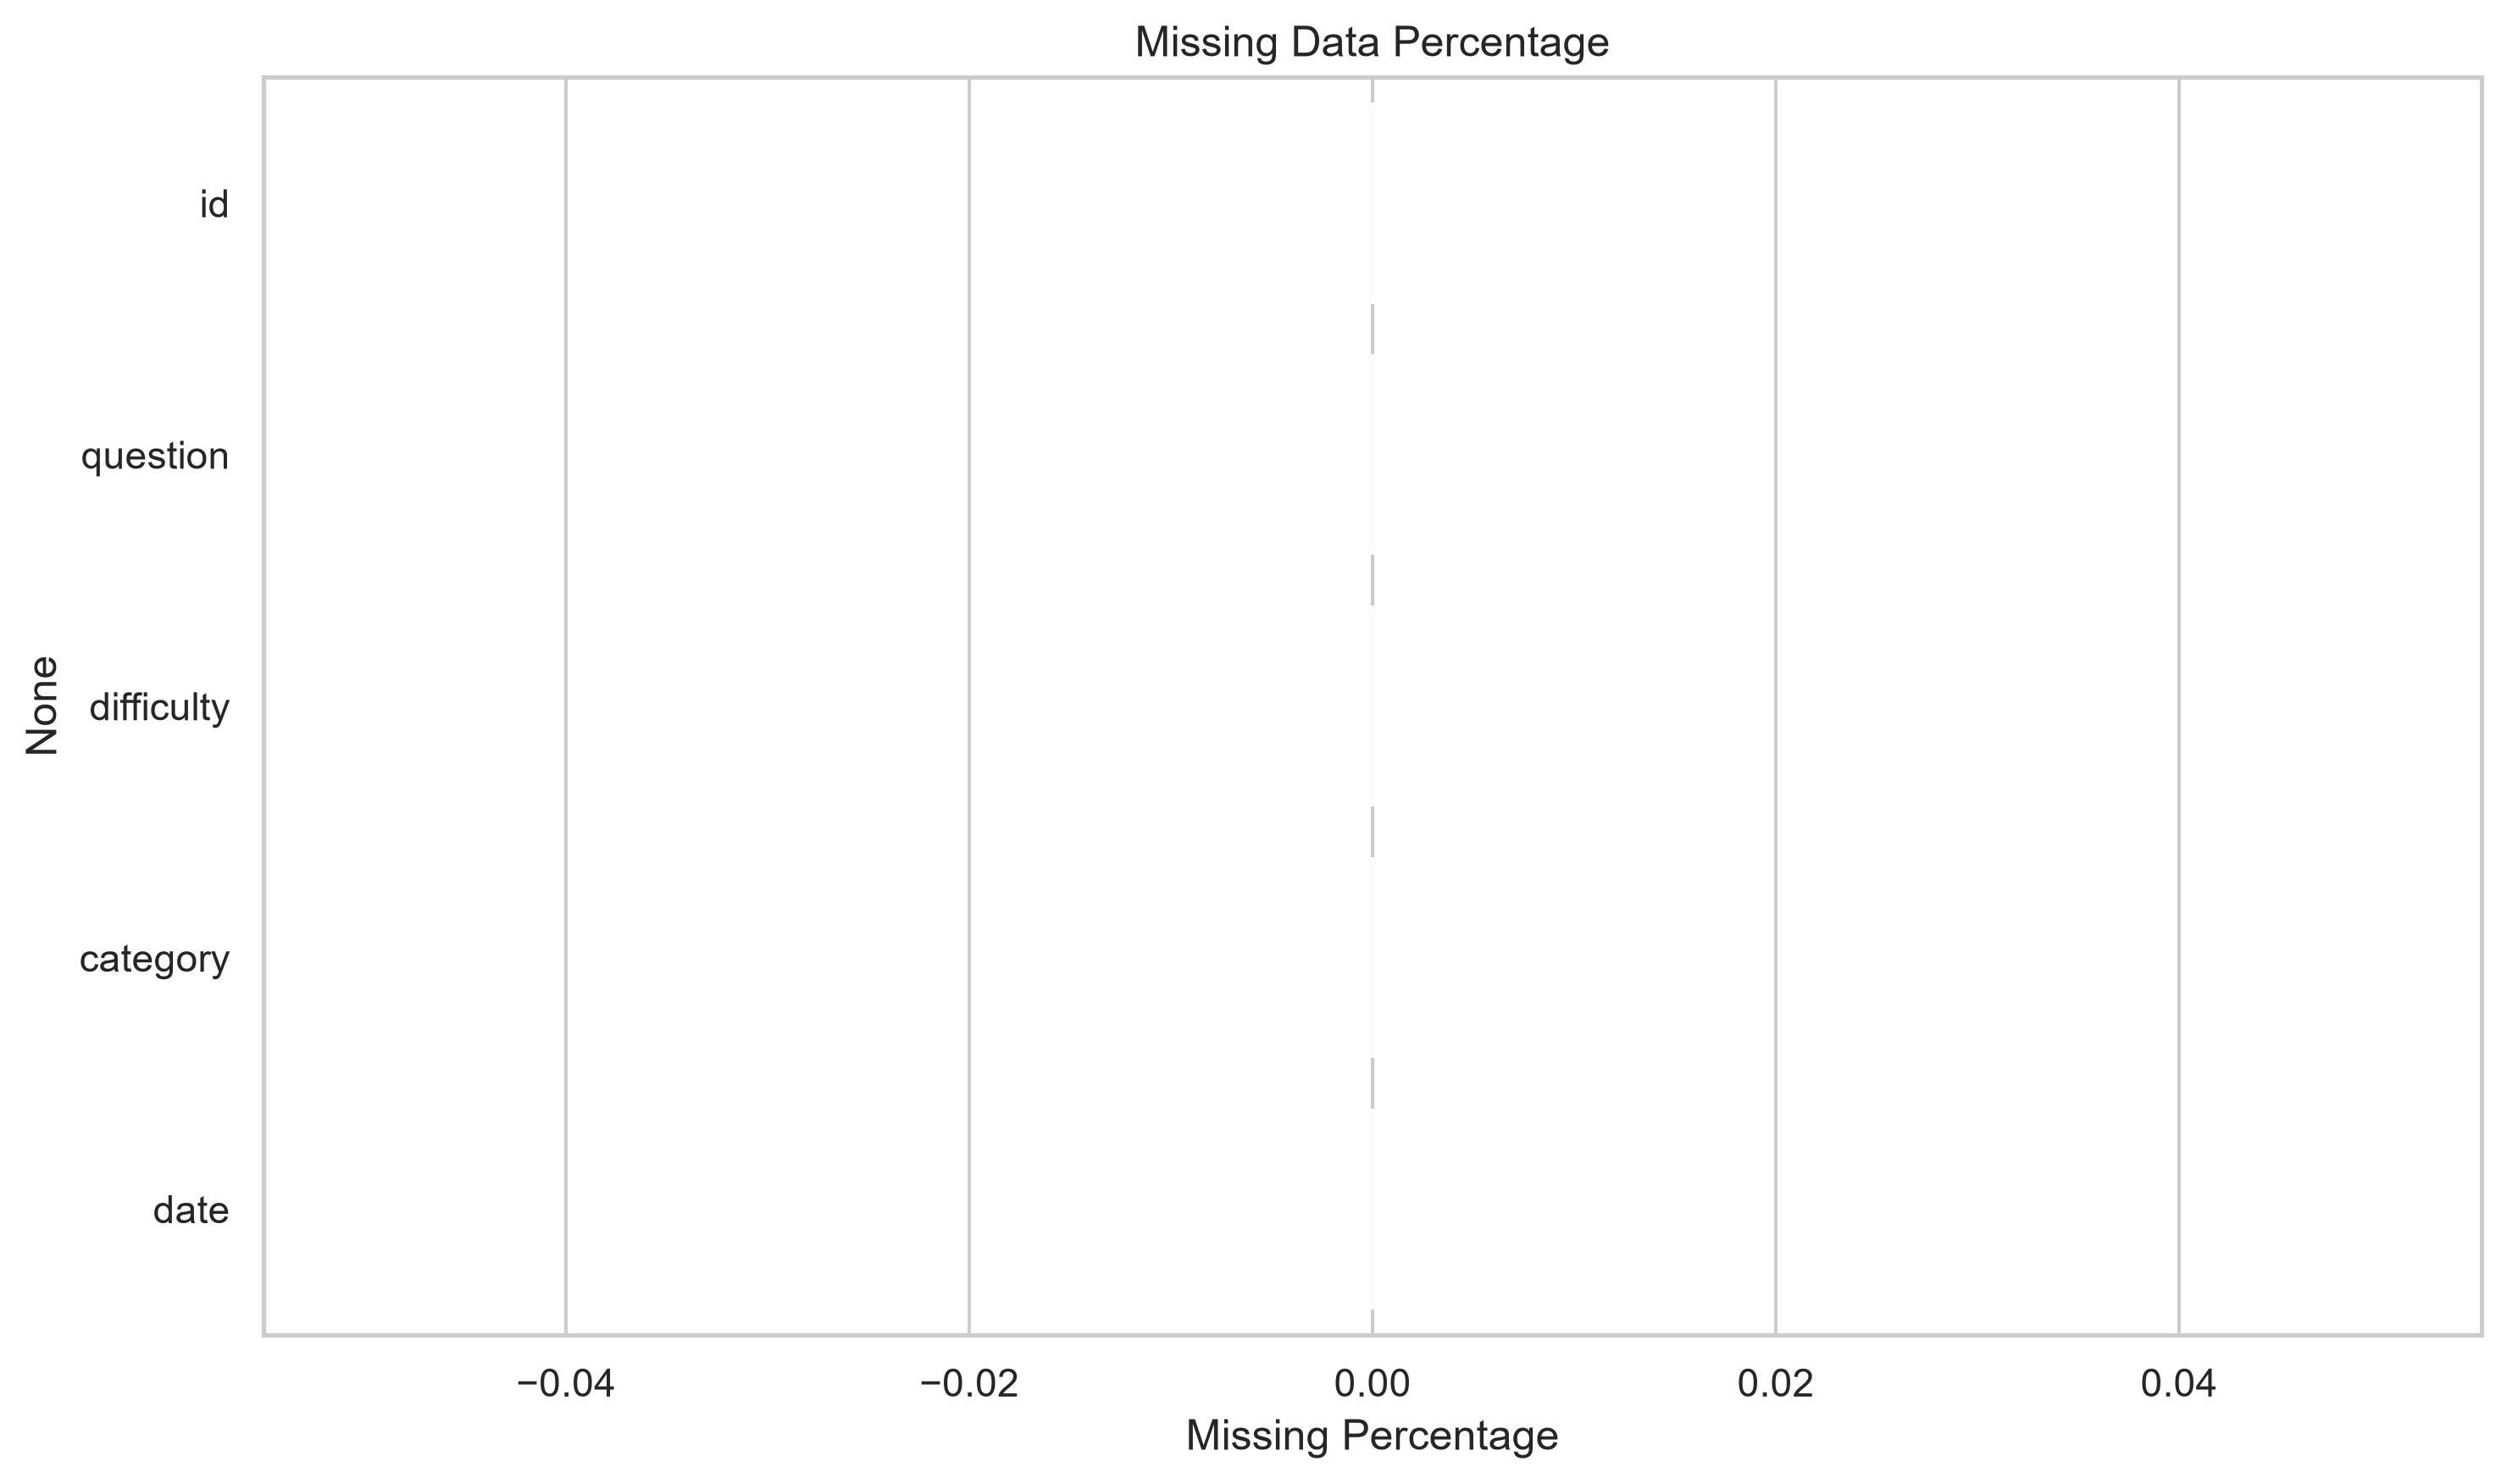 Missing Data Percentage
id
question
difficulty
category
date
None
−0.04 −0.02 0.00 0.02 0.04
Missing Percentage